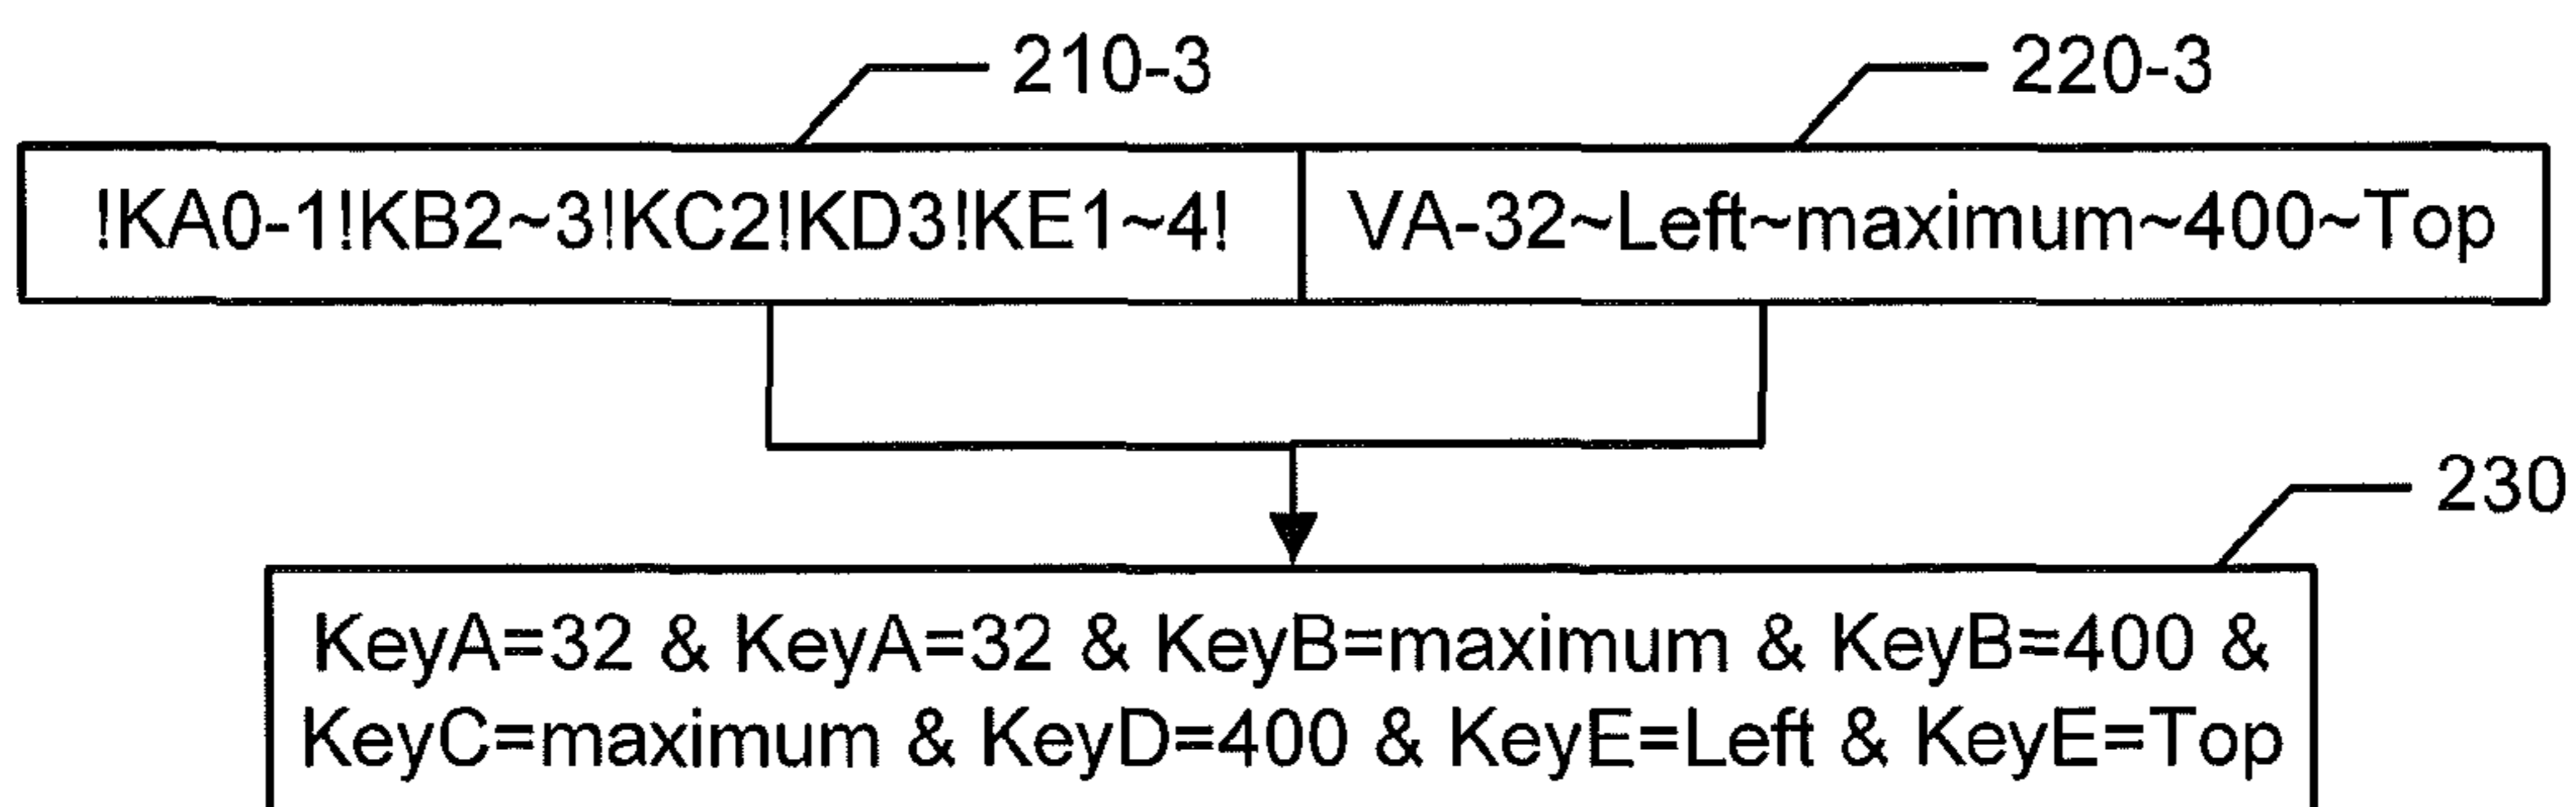 210-3
220-3
!KA0-1!KB2~3!KC2!KD3!KE1~4!
VA-32~Left~maximum~400~Top
230
KeyA=32 & KeyA=32 & KeyB=maximum & KeyB=400 &
KeyC=maximum & KeyD=400 & KeyE=Left & KeyE=Top